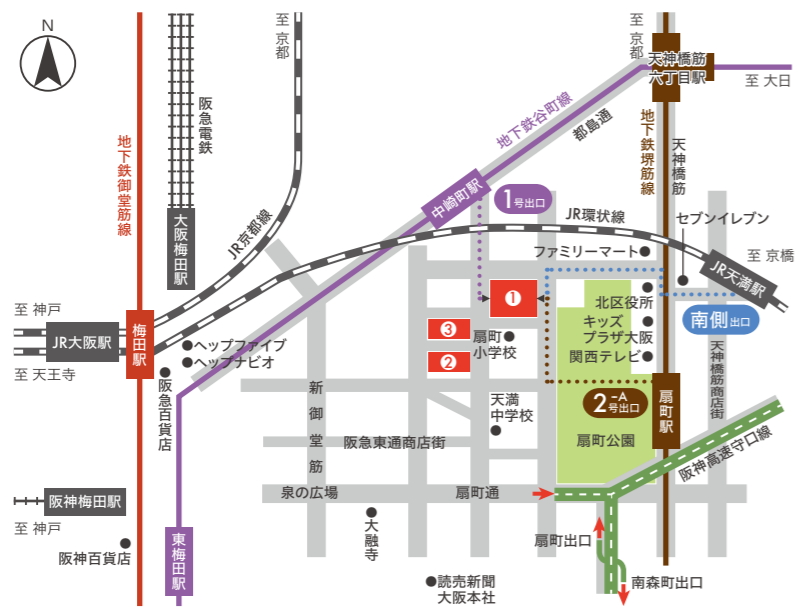 N
至 京都
至 京都
天神橋筋
六丁目駅
至 大日
地下鉄谷町線
都島通
阪急電鉄
地下鉄御堂筋線
地下鉄堺筋線
天神橋筋
中崎町駅
1号出口
大阪梅田駅
JR京都線
JR環状線
セブンイレブン
ファミリーマート
至 京橋
JR天満駅
至 神戸
JR大阪駅
梅田駅
至 天王寺
ヘップファイブ
ヘップナビオ
阪急百貨店
1
3
2
扇町
小学校
北区役所
キッズ
プラザ大阪
関西テレビ
南側出口
天神橋筋商店街
新御堂筋
天満
中学校
2-A
号出口
扇町駅
阪急東通商店街
扇町公園
阪神高速守口線
泉の広場
扇町通
阪神梅田駅
至 神戸
阪神百貨店
東梅田駅
大融寺
扇町出口
南森町出口
読売新聞
大阪本社